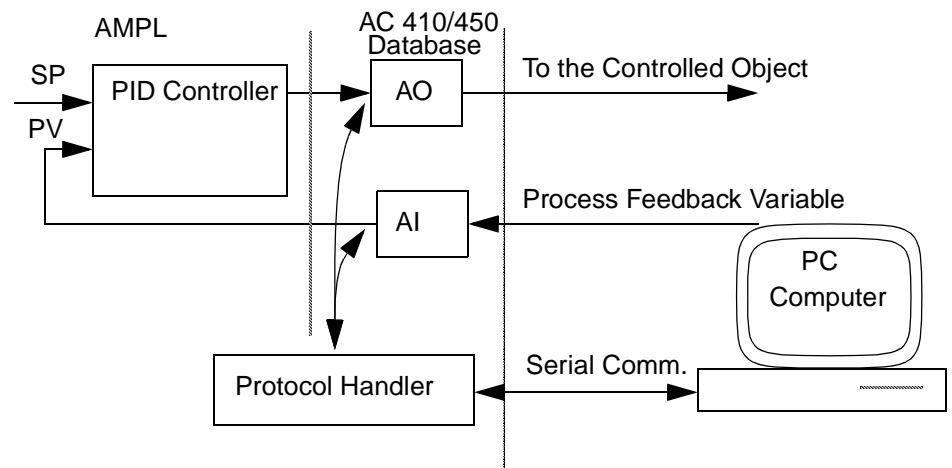 AMPL
AC 410/450
Database
SP
PID Controller
AO
To the Controlled Object
PV
AI
Process Feedback Variable
PC
Computer
Protocol Handler
Serial Comm.